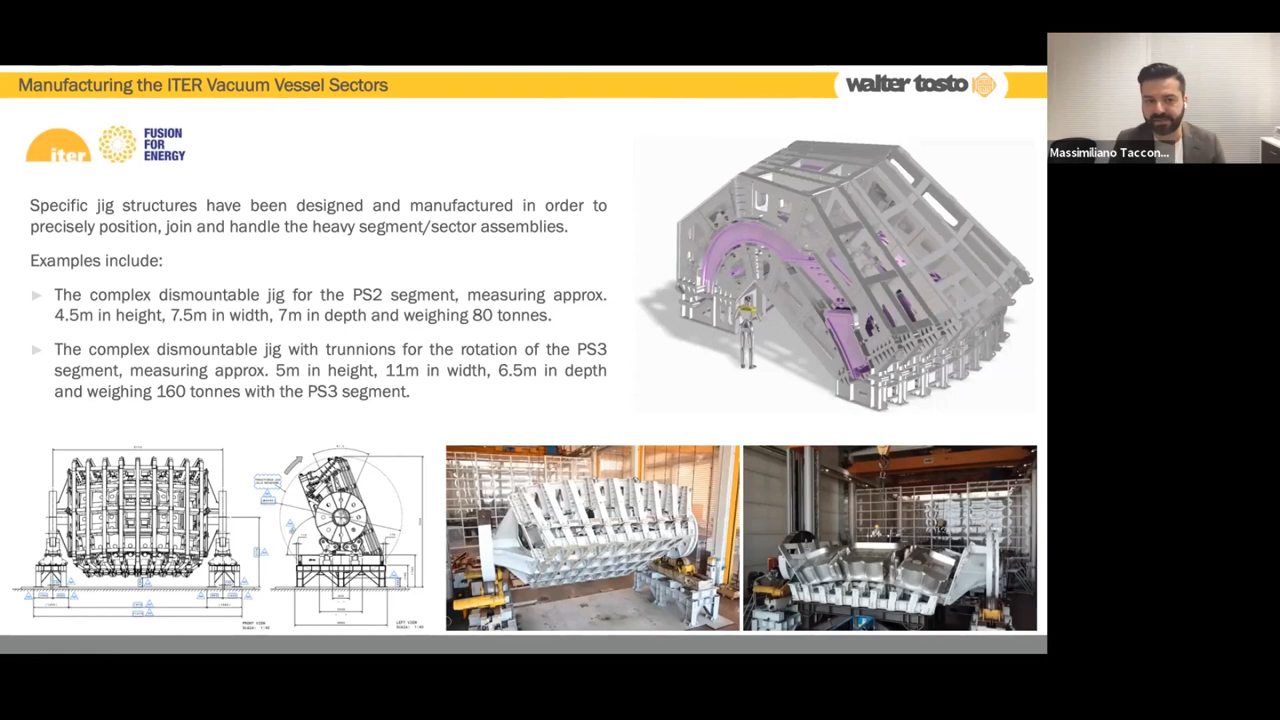 Manufacturing the ITER Vacuum Vessel Sectors
walter tosto
iter
FUSION
FOR
ENERGY
Massimiliano Taccon...
Specific jig structures have been designed and manufactured in order to
precisely position, join and handle the heavy segment/sector assemblies.
Examples include:
The complex dismountable jig for the PS2 segment, measuring approx.
4.5m in height, 7.5m in width, 7m in depth and weighing 80 tonnes.
The complex dismountable jig with trunnions for the rotation of the PS3
segment, measuring approx. 5m in height, 11m in width, 6.5m in depth
and weighing 160 tonnes with the PS3 segment.
FRONT VIEW
LEFT VIEW